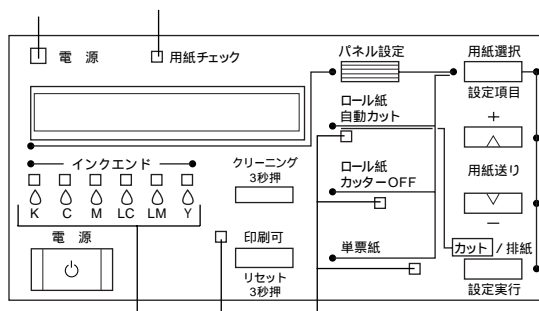 電 源
用紙チェック
パネル設定
用紙選択
設定項目
ロール紙
自動カット
＋
インクエンド
クリーニング
3秒押
ロール紙
カッターOFF
用紙送り
K C M LC LM Y
－
電 源
印刷可
単票紙
カット / 排紙
リセット
3秒押
設定実行